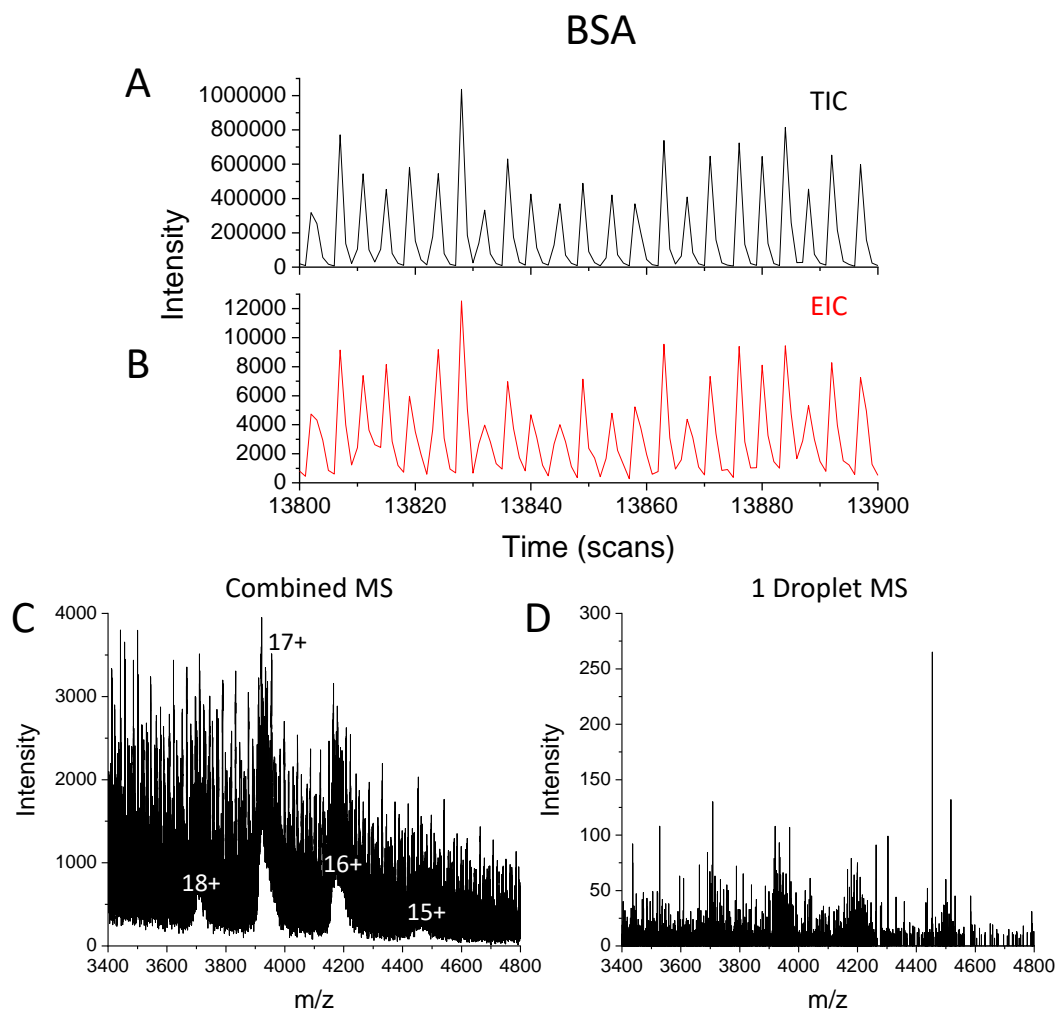 BSA
A
TIC
1000000
800000
600000
400000
200000
0
Intensity
B
EIC
12000
10000
8000
6000
4000
2000
0
13800 13820 13840 13860 13880 13900
Time (scans)
C
Combined MS
4000
3000
2000
1000
0
Intensity
17+
18+
16+
15+
3400 3600 3800 4000 4200 4400 4600 4800
m/z
D
1 Droplet MS
300
250
200
150
100
50
0
Intensity
3400 3600 3800 4000 4200 4400 4600 4800
m/z